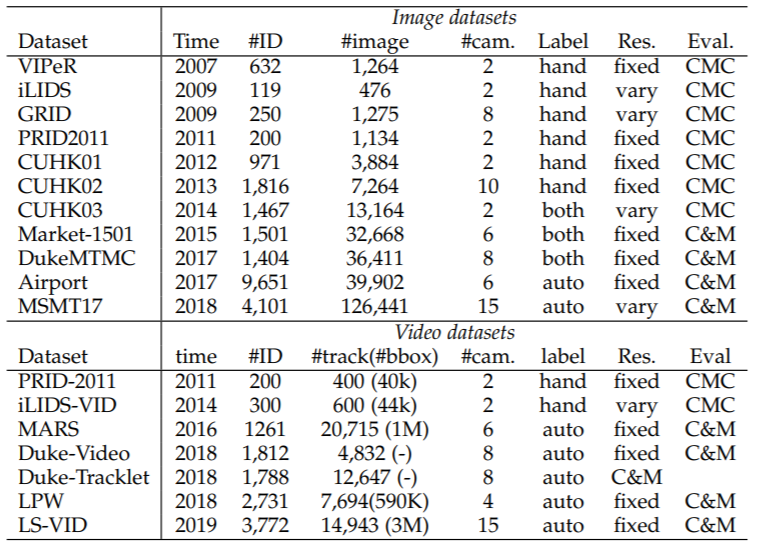 Image datasets
Dataset Time #ID #image #cam. Label Res. Eval.
VIPeR 2007 632 1,264 2 hand fixed CMC
iLIDS 2009 119 476 2 hand vary CMC
GRID 2009 250 1,275 8 hand vary CMC
PRID2011 2011 200 1,134 2 hand fixed CMC
CUHK01 2012 971 3,884 2 hand fixed CMC
CUHK02 2013 1,816 7,264 10 hand fixed CMC
CUHK03 2014 1,467 13,164 2 both vary CMC
Market-1501 2015 1,501 32,668 6 both fixed C&M
DukeMTMC 2017 1,404 36,411 8 both fixed C&M
Airport 2017 9,651 39,902 6 auto fixed C&M
MSMT17 2018 4,101 126,441 15 auto vary C&M
Video datasets
Dataset time #ID #track(#bbox) #cam. label Res. Eval
PRID-2011 2011 200 400 (40k) 2 hand fixed CMC
iLIDS-VID 2014 300 600 (44k) 2 hand vary CMC
MARS 2016 1261 20,715 (1M) 6 auto fixed C&M
Duke-Video 2018 1,812 4,832 (-) 8 auto fixed C&M
Duke-Tracklet 2018 1,788 12,647 (-) 8 auto C&M
LPW 2018 2,731 7,694(590K) 4 auto fixed C&M
LS-VID 2019 3,772 14,943 (3M) 15 auto fixed C&M